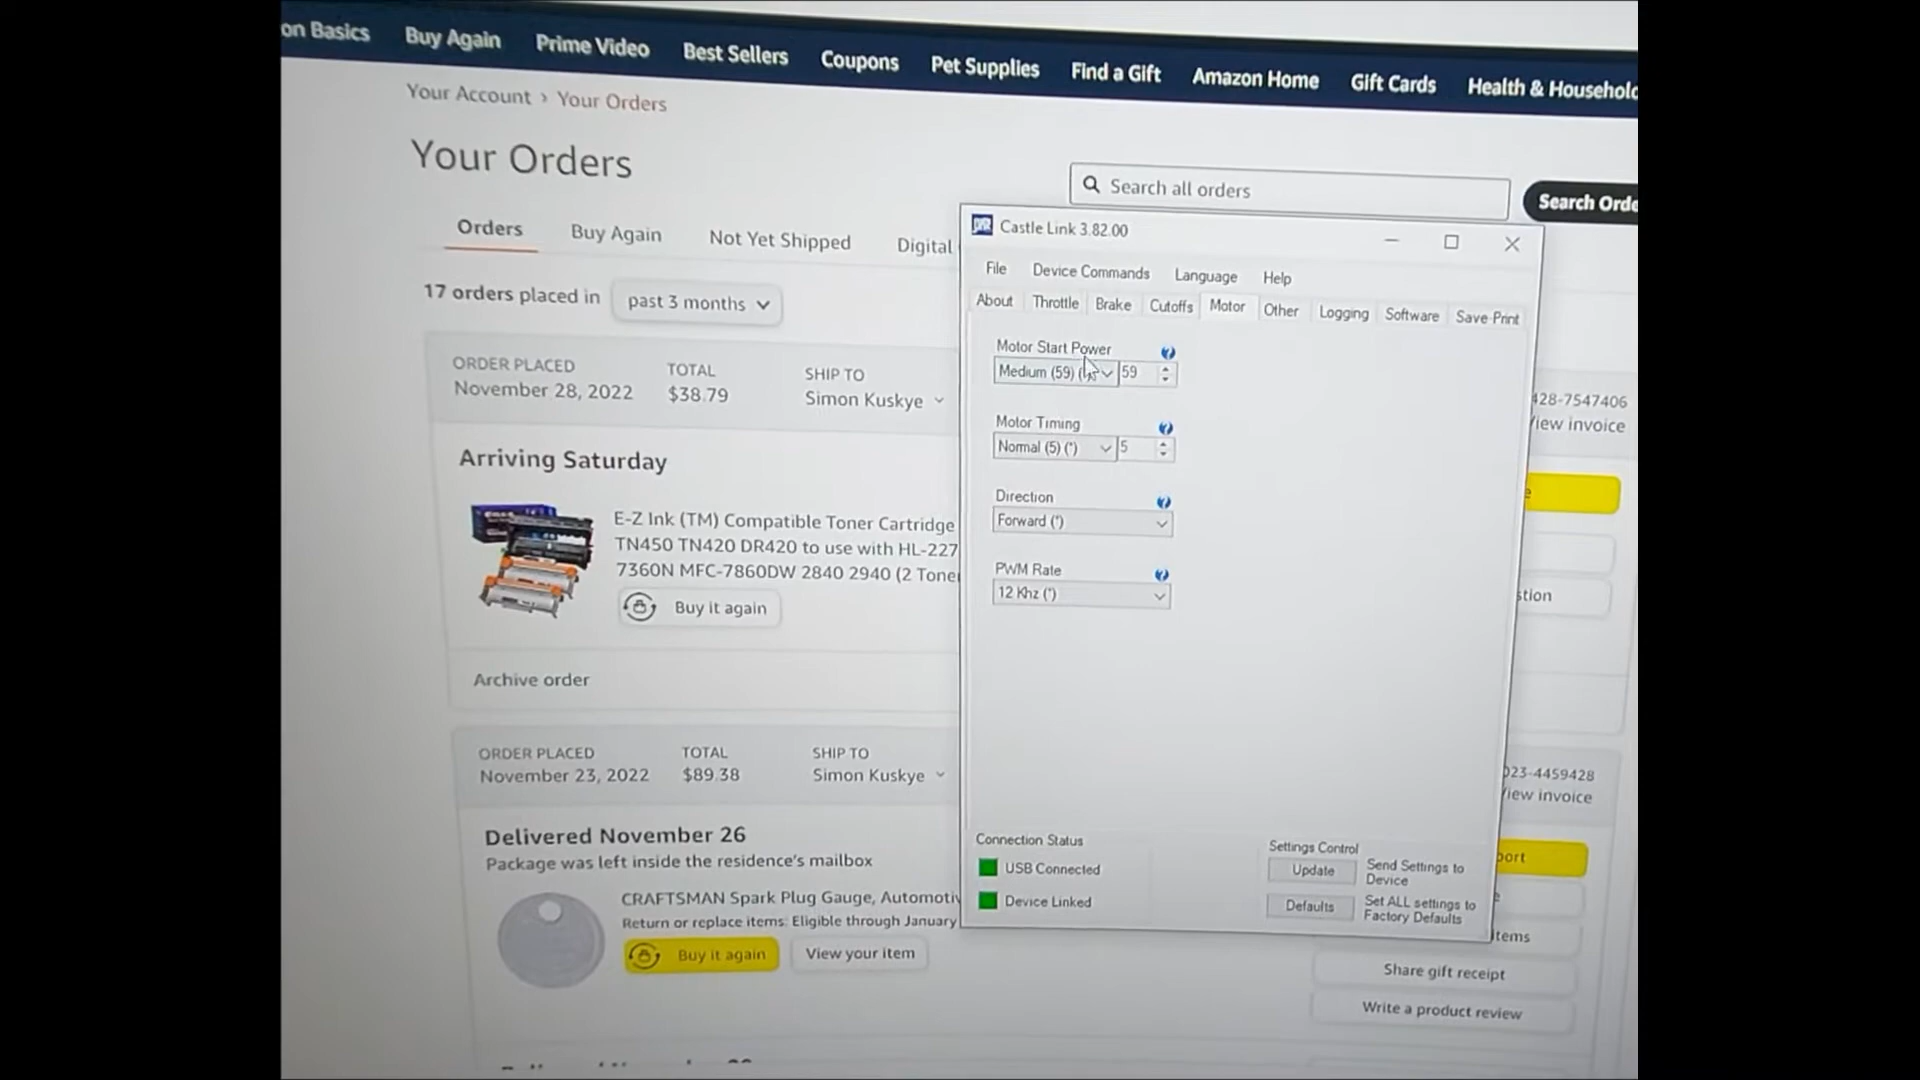 on Basics Buy Again Prime Video Best Sellers Coupons Pet Supplies Find a Gift Amazon Home Gift Cards Health & Household
Your Account › Your Orders
Your Orders
Search all orders
Search Orde
Orders Buy Again Not Yet Shipped Digital
17 orders placed in past 3 months
ORDER PLACED TOTAL SHIP TO
November 28, 2022 $38.79 Simon Kuskye
428-7547406
View invoice
Arriving Saturday
E-Z Ink (TM) Compatible Toner Cartridge
TN450 TN420 DR420 to use with HL-227
7360N MFC-7860DW 2840 2940 (2 Tone
Buy it again
stion
Archive order
ORDER PLACED TOTAL SHIP TO
November 23, 2022 $89.38 Simon Kuskye
023-4459428
View invoice
Delivered November 26
Package was left inside the residence's mailbox
CRAFTSMAN Spark Plug Gauge, Automotiv
Return or replace items: Eligible through January
Buy it again View your item
port
items
Share gift receipt
Write a product review
Castle Link 3.82.00
File Device Commands Language Help
About Throttle Brake Cutoffs Motor Other Logging Software Save Print
Motor Start Power
Medium (59) ( 59
Motor Timing
Normal (5) (*) 5
Direction
Forward (*)
PWM Rate
12 Khz (*)
Connection Status
USB Connected
Device Linked
Settings Control
Update Send Settings to
Device
Defaults Set ALL settings to
Factory Defaults